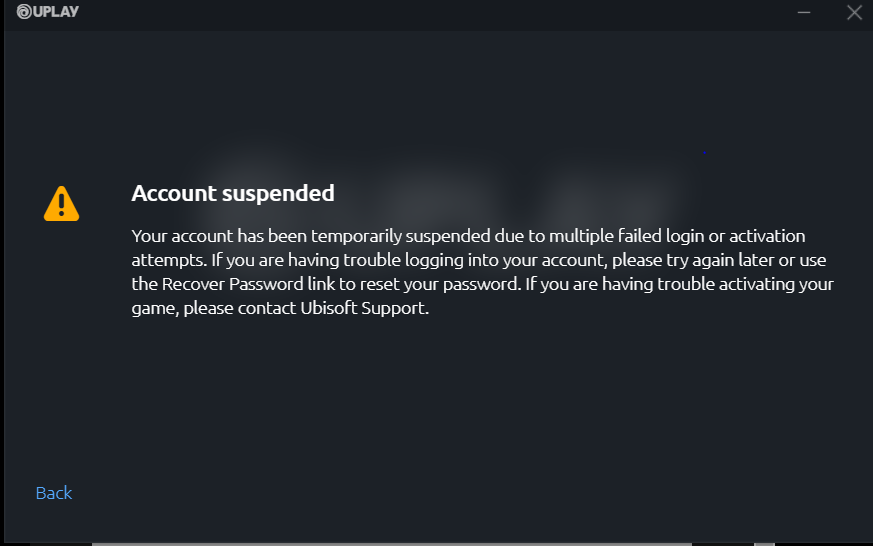 UPLAY
Account suspended
Your account has been temporarily suspended due to multiple failed login or activation
attempts. If you are having trouble logging into your account, please try again later or use
the Recover Password link to reset your password. If you are having trouble activating your
game, please contact Ubisoft Support.
Back